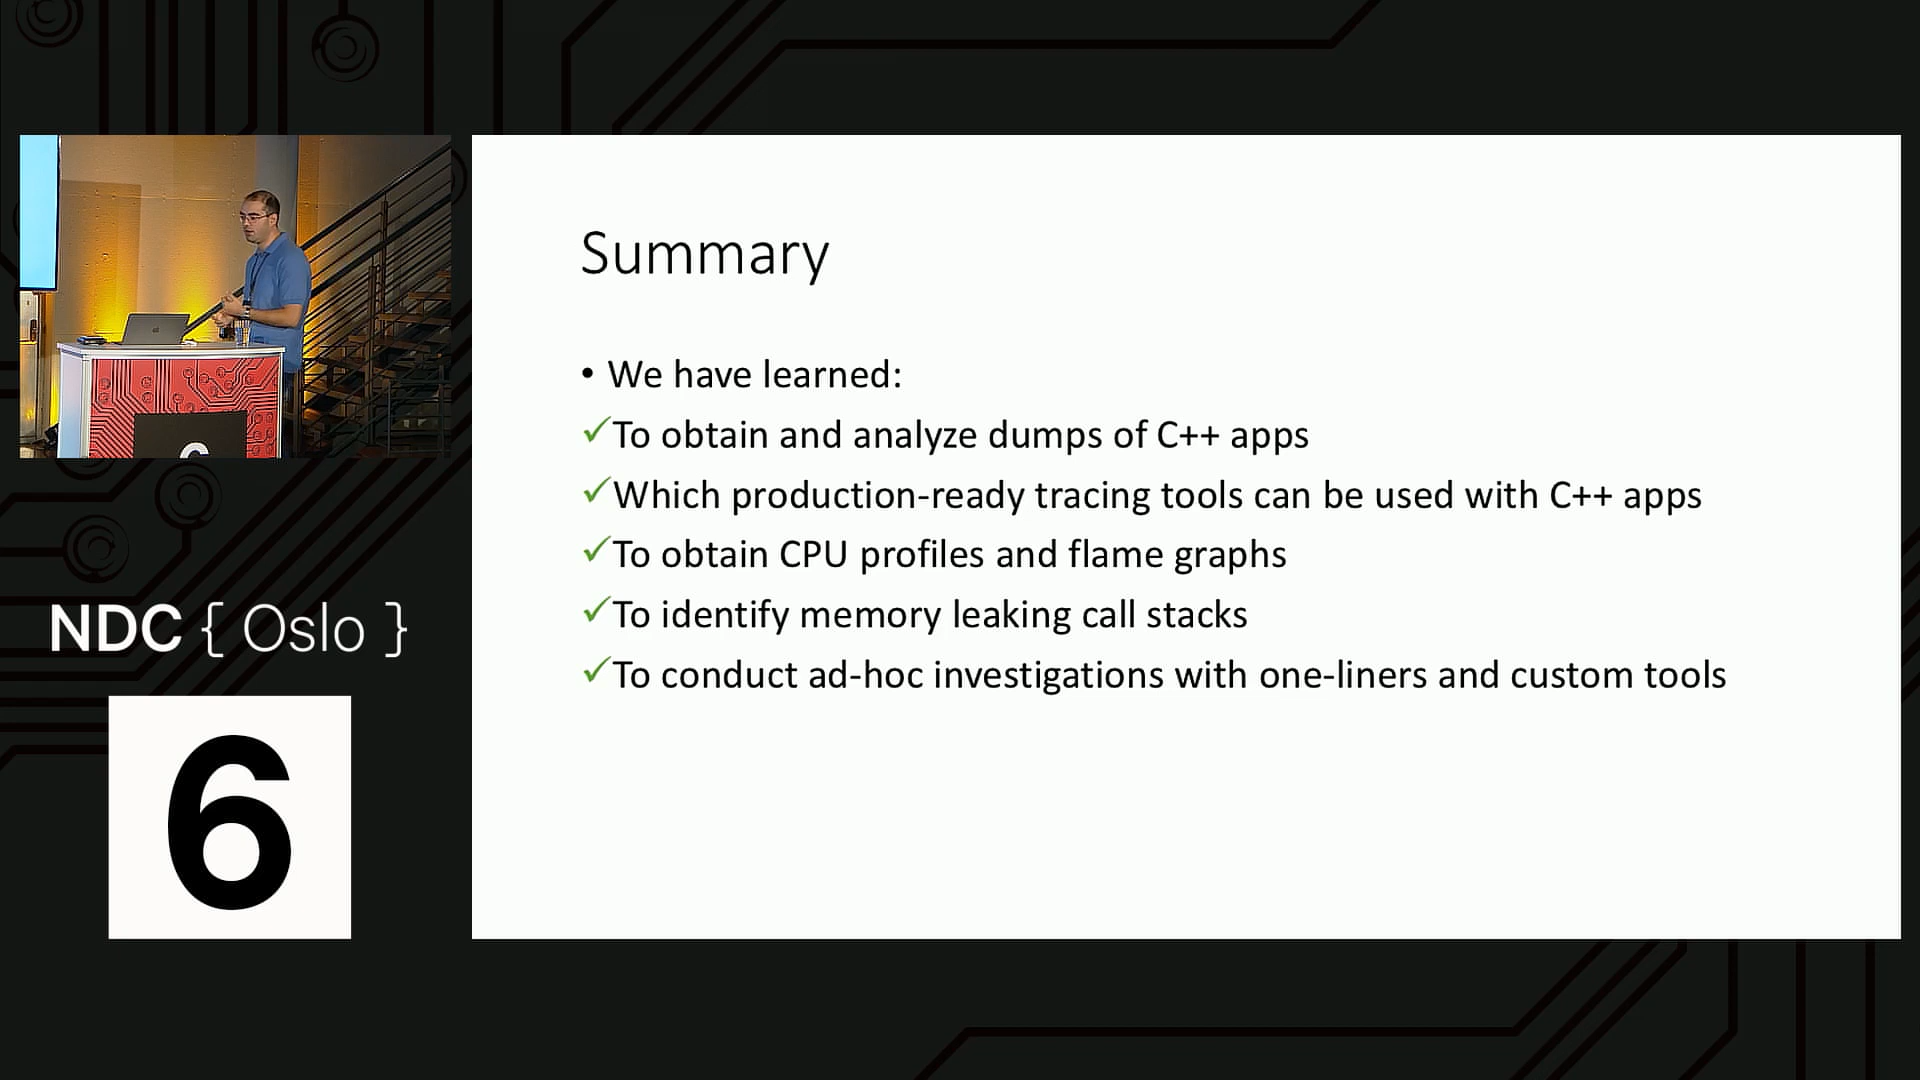 Summary
• We have learned:
✓To obtain and analyze dumps of C++ apps
✓Which production-ready tracing tools can be used with C++ apps
✓To obtain CPU profiles and flame graphs
✓To identify memory leaking call stacks
✓To conduct ad-hoc investigations with one-liners and custom tools
NDC { Oslo }
6